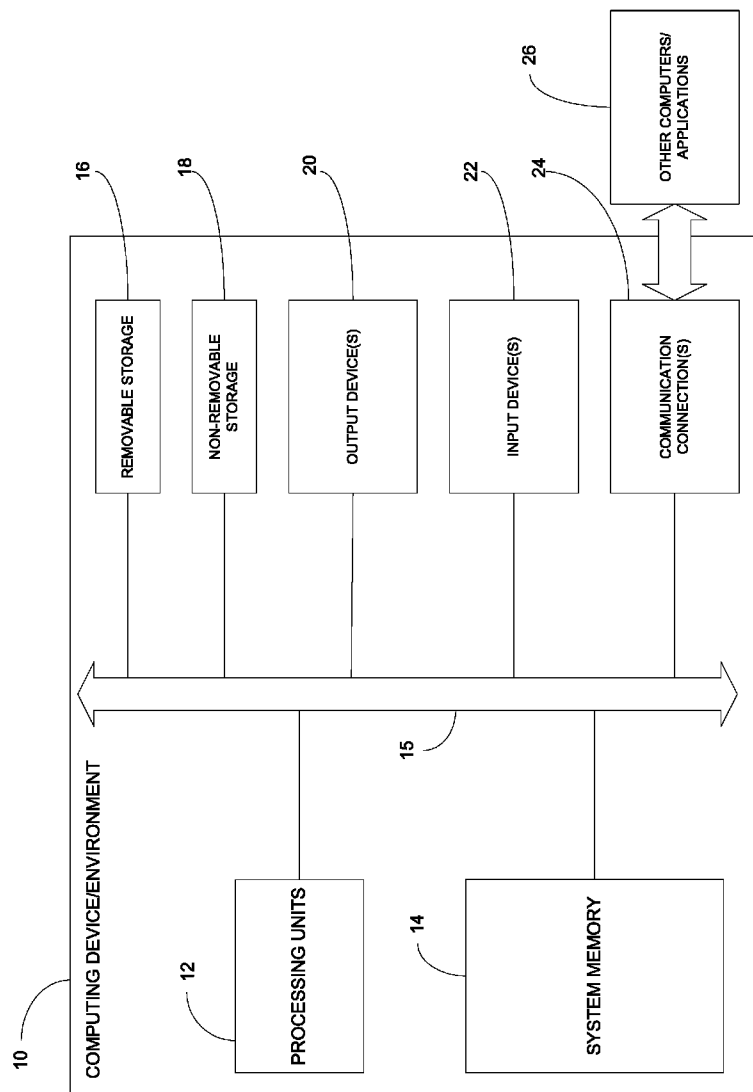 10
COMPUTING DEVICE/ENVIRONMENT
12
PROCESSING UNITS
14
SYSTEM MEMORY
15
16
REMOVABLE STORAGE
18
NON-REMOVABLE
STORAGE
20
OUTPUT DEVICE(S)
22
INPUT DEVICE(S)
24
COMMUNICATION
CONNECTION(S)
26
OTHER COMPUTERS/
APPLICATIONS